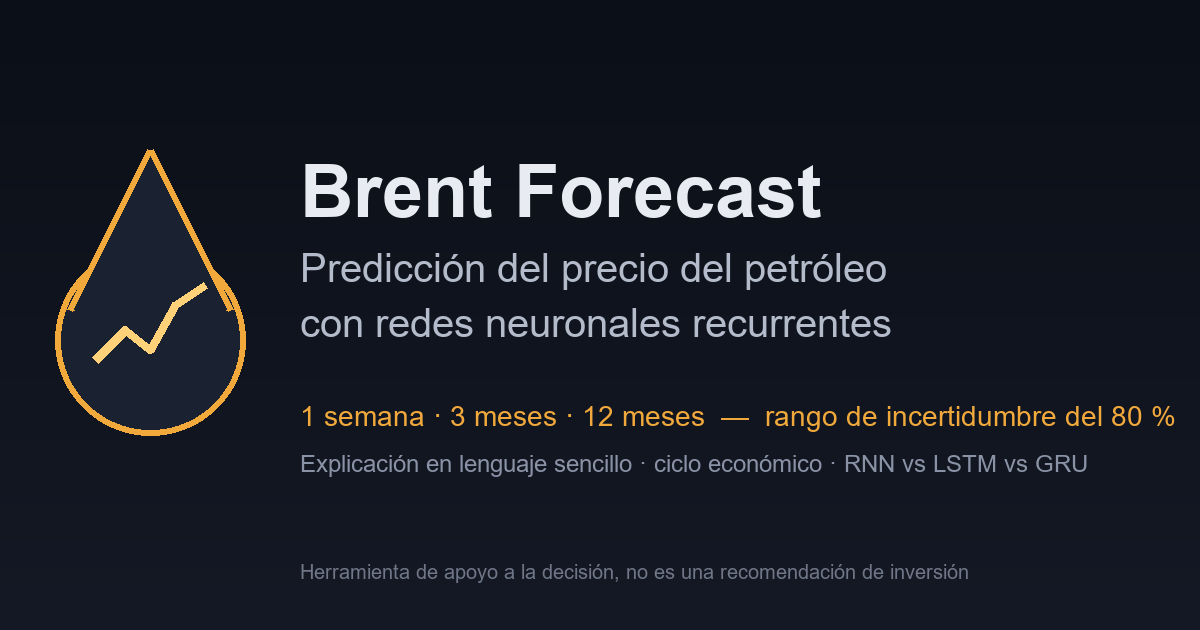 Brent Forecast
Predicción del precio del petróleo
con redes neuronales recurrentes
1 semana · 3 meses · 12 meses — rango de incertidumbre del 80 %
Explicación en lenguaje sencillo · ciclo económico · RNN vs LSTM vs GRU
Herramienta de apoyo a la decisión, no es una recomendación de inversión